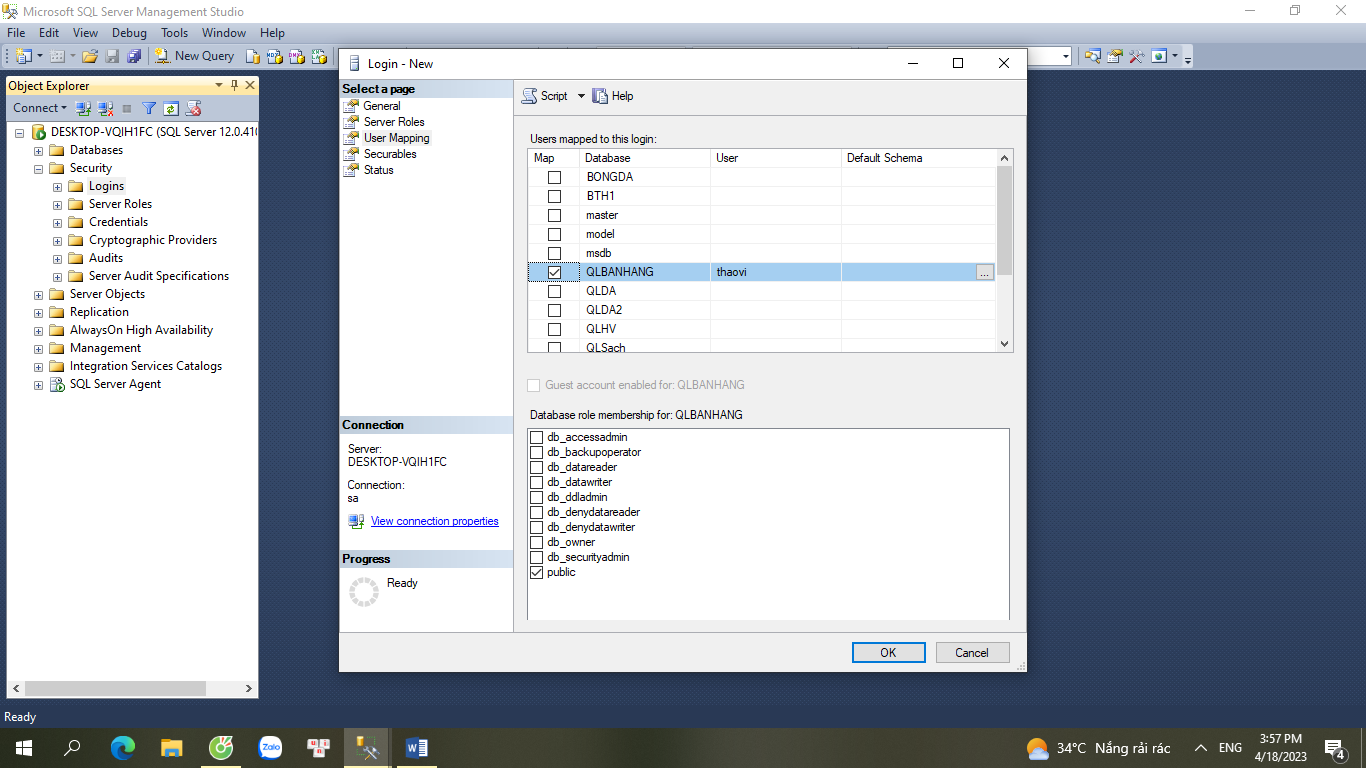 Microsoft SQL Server Management Studio
File Edit View Debug Tools Window Help
New Query
Object Explorer
Connect
DESKTOP-VQIH1FC (SQL Server 12.0.410
Databases
Security
Logins
Server Roles
Credentials
Cryptographic Providers
Audits
Server Audit Specifications
Server Objects
Replication
AlwaysOn High Availability
Management
Integration Services Catalogs
SQL Server Agent
Login - New
Select a page
General
Server Roles
User Mapping
Securables
Status
Connection
Server:
DESKTOP-VQIH1FC
Connection:
sa
View connection properties
Progress
Ready
Script Help
Users mapped to this login:
Map Database User Default Schema
BONGDA
BTH1
master
model
msdb
QLBANHANG thaovi ...
QLDA
QLDA2
QLHV
QLSach
Guest account enabled for: QLBANHANG
Database role membership for: QLBANHANG
db_accessadmin
db_backupoperator
db_datareader
db_datawriter
db_ddladmin
db_denydatareader
db_denydatawriter
db_owner
db_securityadmin
public
OK Cancel
Ready
Zalo
34°C Nắng rải rác ENG
3:57 PM
4/18/2023
4